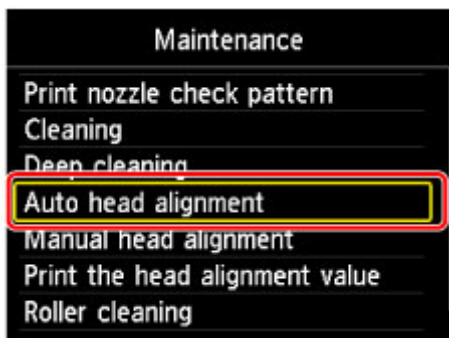 Maintenance
Print nozzle check pattern
Cleaning
Deep cleaning
Auto head alignment
Manual head alignment
Print the head alignment value
Roller cleaning